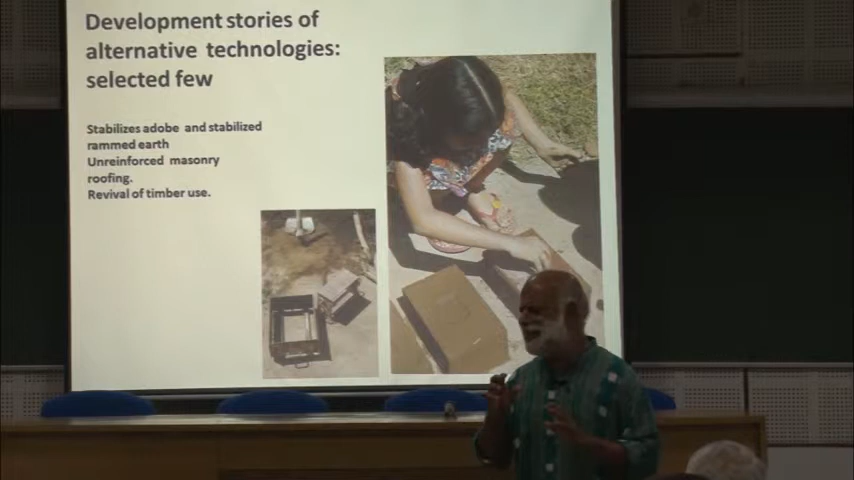 Development stories of
alternative technologies:
selected few
Stabilizes adobe and stabilized
rammed earth
Unreinforced masonry
roofing.
Revival of timber use.